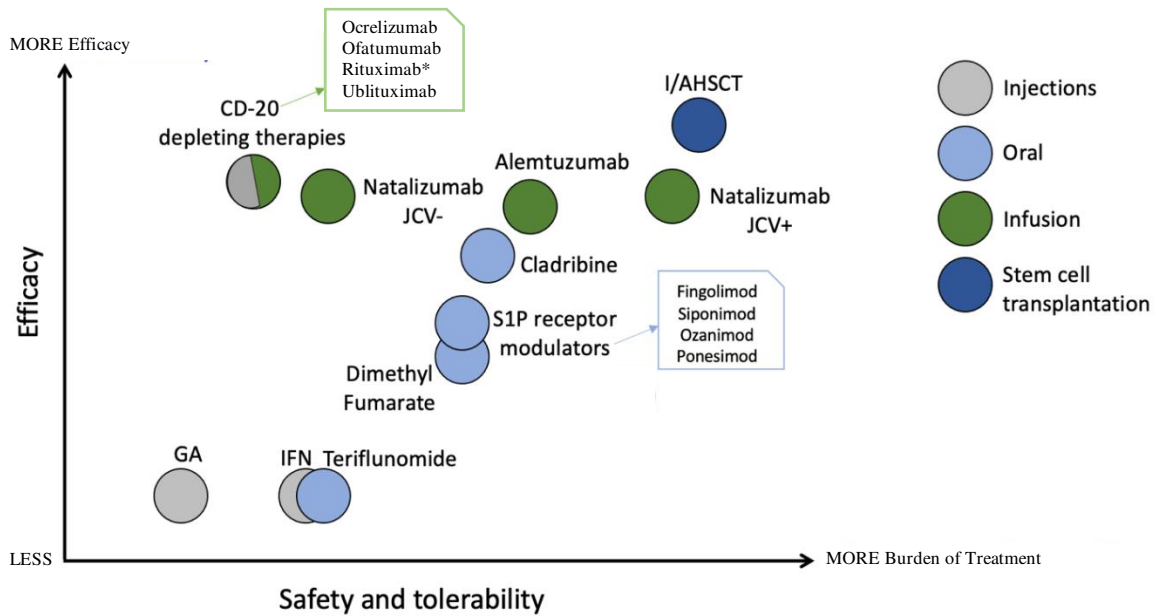 MORE Efficacy
Ocrelizumab
Ofatumumab
Rituximab*
Ublituximab
CD-20
depleting therapies
I/AHSCT
Injections
Oral
Infusion
Stem cell
transplantation
Natalizumab
JCV-
Alemtuzumab
Natalizumab
JCV+
Cladribine
S1P receptor
modulators
Fingolimod
Siponimod
Ozanimod
Ponesimod
Dimethyl
Fumarate
Efficacy
GA
IFN
Teriflunomide
LESS
MORE Burden of Treatment
Safety and tolerability